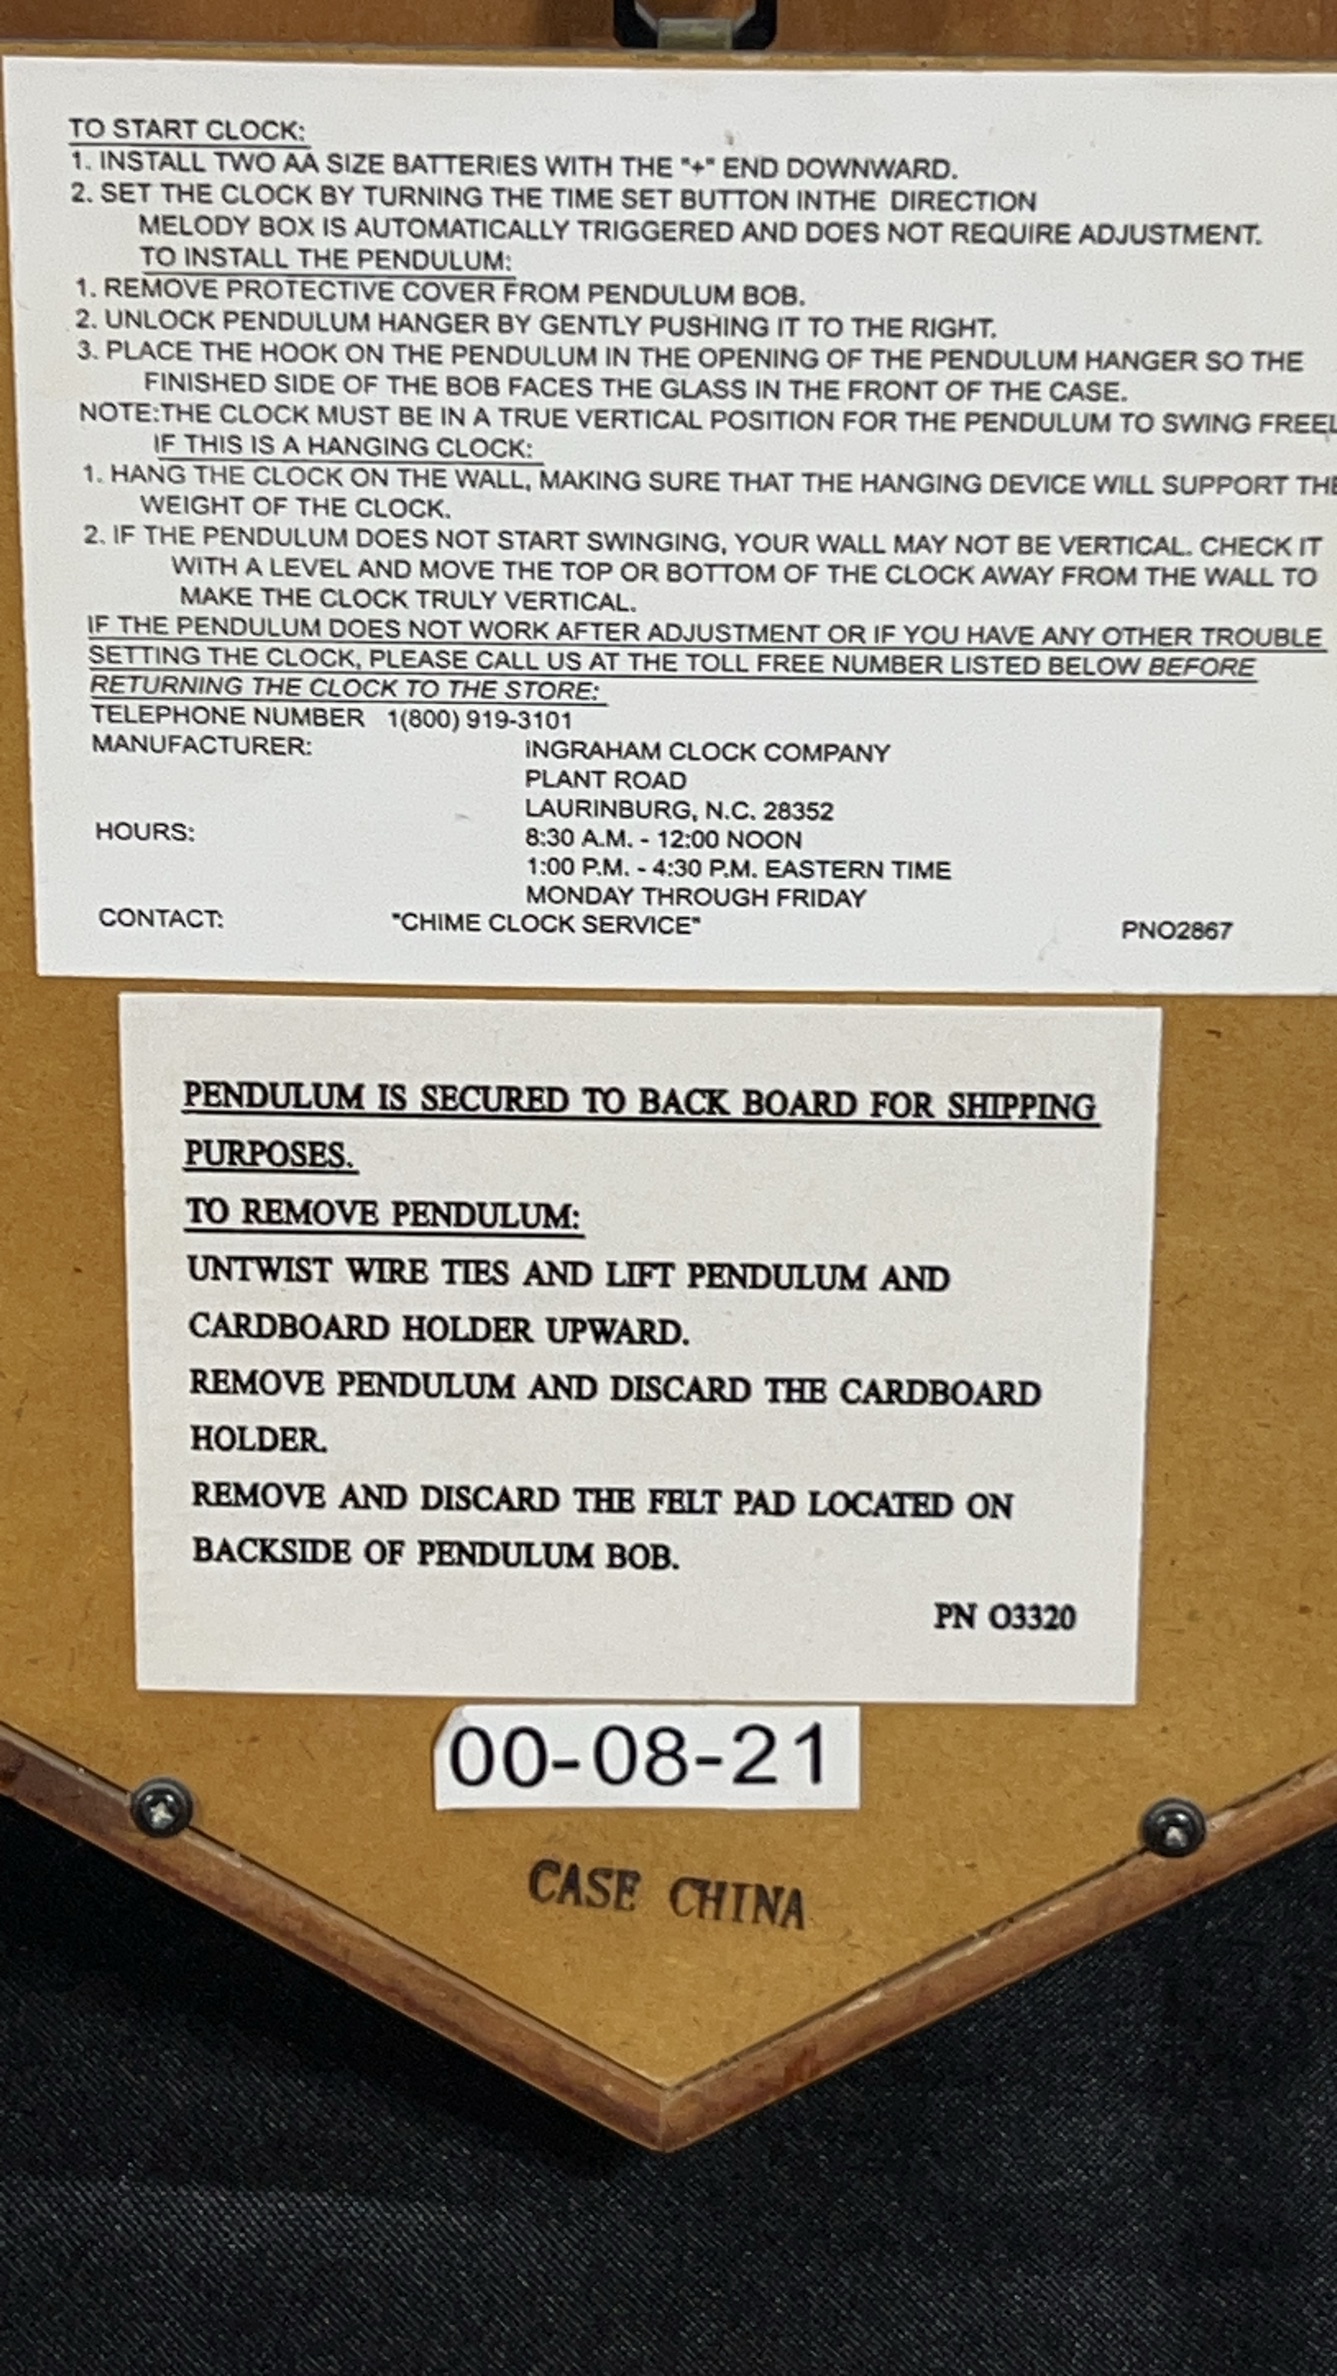 TO START CLOCK:
1. INSTALL TWO AA SIZE BATTERIES WITH THE "+" END DOWNWARD.
2. SET THE CLOCK BY TURNING THE TIME SET BUTTON INTHE DIRECTION
MELODY BOX IS AUTOMATICALLY TRIGGERED AND DOES NOT REQUIRE ADJUSTMENT.
TO INSTALL THE PENDULUM:
1. REMOVE PROTECTIVE COVER FROM PENDULUM BOB.
2. UNLOCK PENDULUM HANGER BY GENTLY PUSHING IT TO THE RIGHT.
3. PLACE THE HOOK ON THE PENDULUM IN THE OPENING OF THE PENDULUM HANGER SO THE
FINISHED SIDE OF THE BOB FACES THE GLASS IN THE FRONT OF THE CASE.
NOTE:THE CLOCK MUST BE IN A TRUE VERTICAL POSITION FOR THE PENDULUM TO SWING FREEL
IF THIS IS A HANGING CLOCK:
1. HANG THE CLOCK ON THE WALL, MAKING SURE THAT THE HANGING DEVICE WILL SUPPORT THE
WEIGHT OF THE CLOCK.
2. IF THE PENDULUM DOES NOT START SWINGING, YOUR WALL MAY NOT BE VERTICAL. CHECK IT
WITH A LEVEL AND MOVE THE TOP OR BOTTOM OF THE CLOCK AWAY FROM THE WALL TO
MAKE THE CLOCK TRULY VERTICAL.
IF THE PENDULUM DOES NOT WORK AFTER ADJUSTMENT OR IF YOU HAVE ANY OTHER TROUBLE
SETTING THE CLOCK, PLEASE CALL US AT THE TOLL FREE NUMBER LISTED BELOW BEFORE
RETURNING THE CLOCK TO THE STORE:
TELEPHONE NUMBER 1(800) 919-3101
MANUFACTURER: INGRAHAM CLOCK COMPANY
PLANT ROAD
LAURINBURG, N.C. 28352
HOURS: 8:30 A.M. - 12:00 NOON
1:00 P.M. - 4:30 P.M. EASTERN TIME
MONDAY THROUGH FRIDAY
CONTACT: "CHIME CLOCK SERVICE" PNO2867
PENDULUM IS SECURED TO BACK BOARD FOR SHIPPING
PURPOSES.
TO REMOVE PENDULUM:
UNTWIST WIRE TIES AND LIFT PENDULUM AND
CARDBOARD HOLDER UPWARD.
REMOVE PENDULUM AND DISCARD THE CARDBOARD
HOLDER.
REMOVE AND DISCARD THE FELT PAD LOCATED ON
BACKSIDE OF PENDULUM BOB.
PN O3320
00-08-21
CASE CHINA